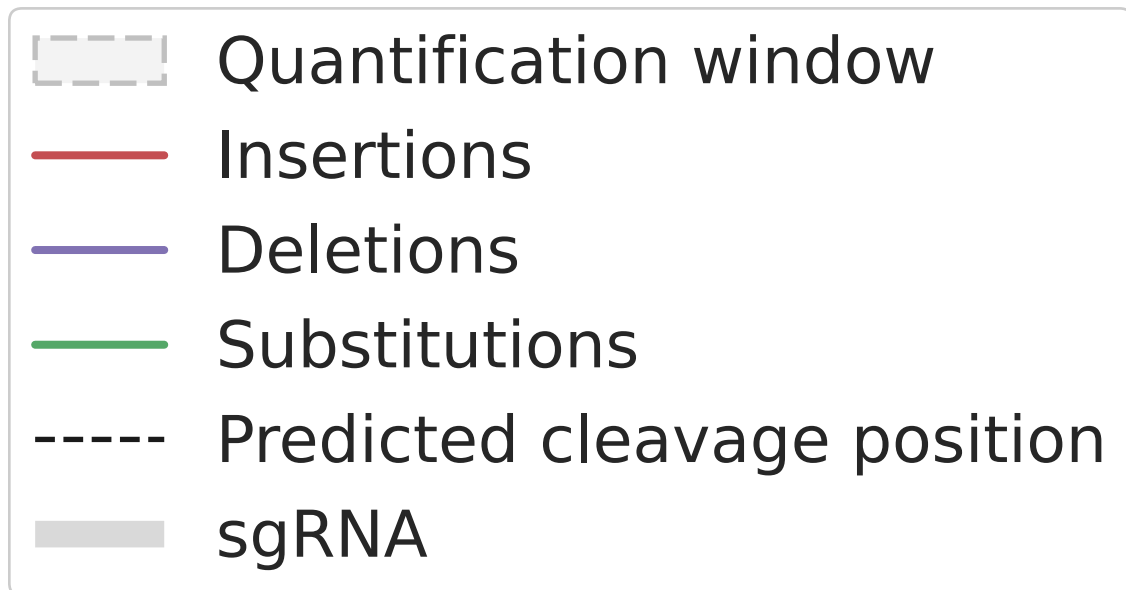 Quantification window
Insertions
Deletions
Substitutions
Predicted cleavage position
sgRNA